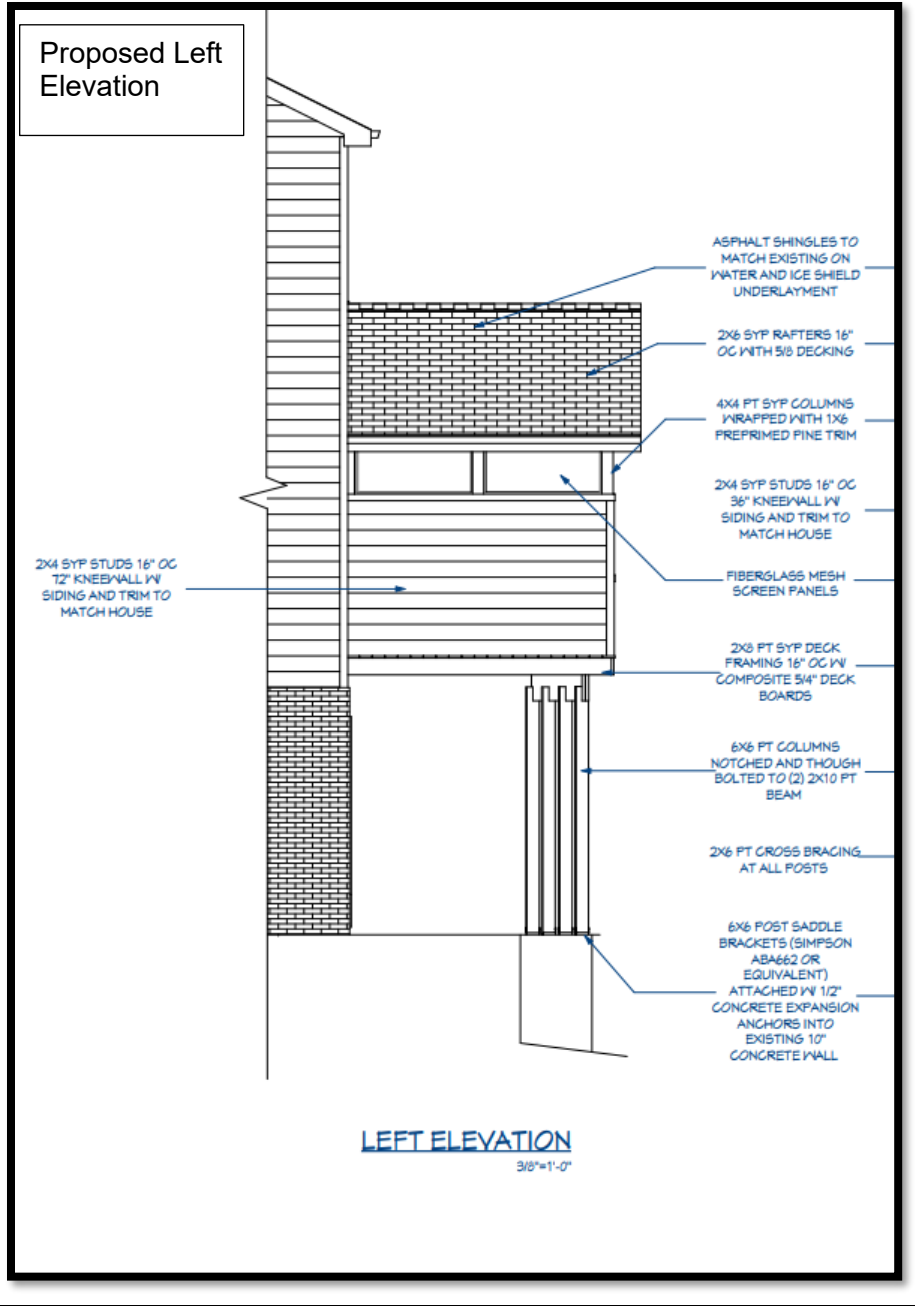 Proposed Left
Elevation
ASPHALT SHINGLES TO
MATCH EXISTING ON
WATER AND ICE SHIELD
UNDERLAYMENT
2X6 SYP RAFTERS 16"
OC WITH 5/8 DECKING
4X4 PT SYP COLUMNS
WRAPPED WITH 1X6
PREPRIMED PINE TRIM
2X4 SYP STUDS 16" OC
36" KNEEWALL W/
SIDING AND TRIM TO
MATCH HOUSE
2X4 SYP STUDS 16" OC
72" KNEEWALL W/
SIDING AND TRIM TO
MATCH HOUSE
FIBERGLASS MESH
SCREEN PANELS
2X8 PT SYP DECK
FRAMING 16" OC W/
COMPOSITE 5/4" DECK
BOARDS
6X6 PT COLUMNS
NOTCHED AND THOUGH
BOLTED TO (2) 2X10 PT
BEAM
2X6 PT CROSS BRACING
AT ALL POSTS
6X6 POST SADDLE
BRACKETS (SIMPSON
ABA662 OR
EQUIVALENT)
ATTACHED W/ 1/2"
CONCRETE EXPANSION
ANCHORS INTO
EXISTING 10"
CONCRETE WALL
LEFT ELEVATION
3/8"=1'-0"